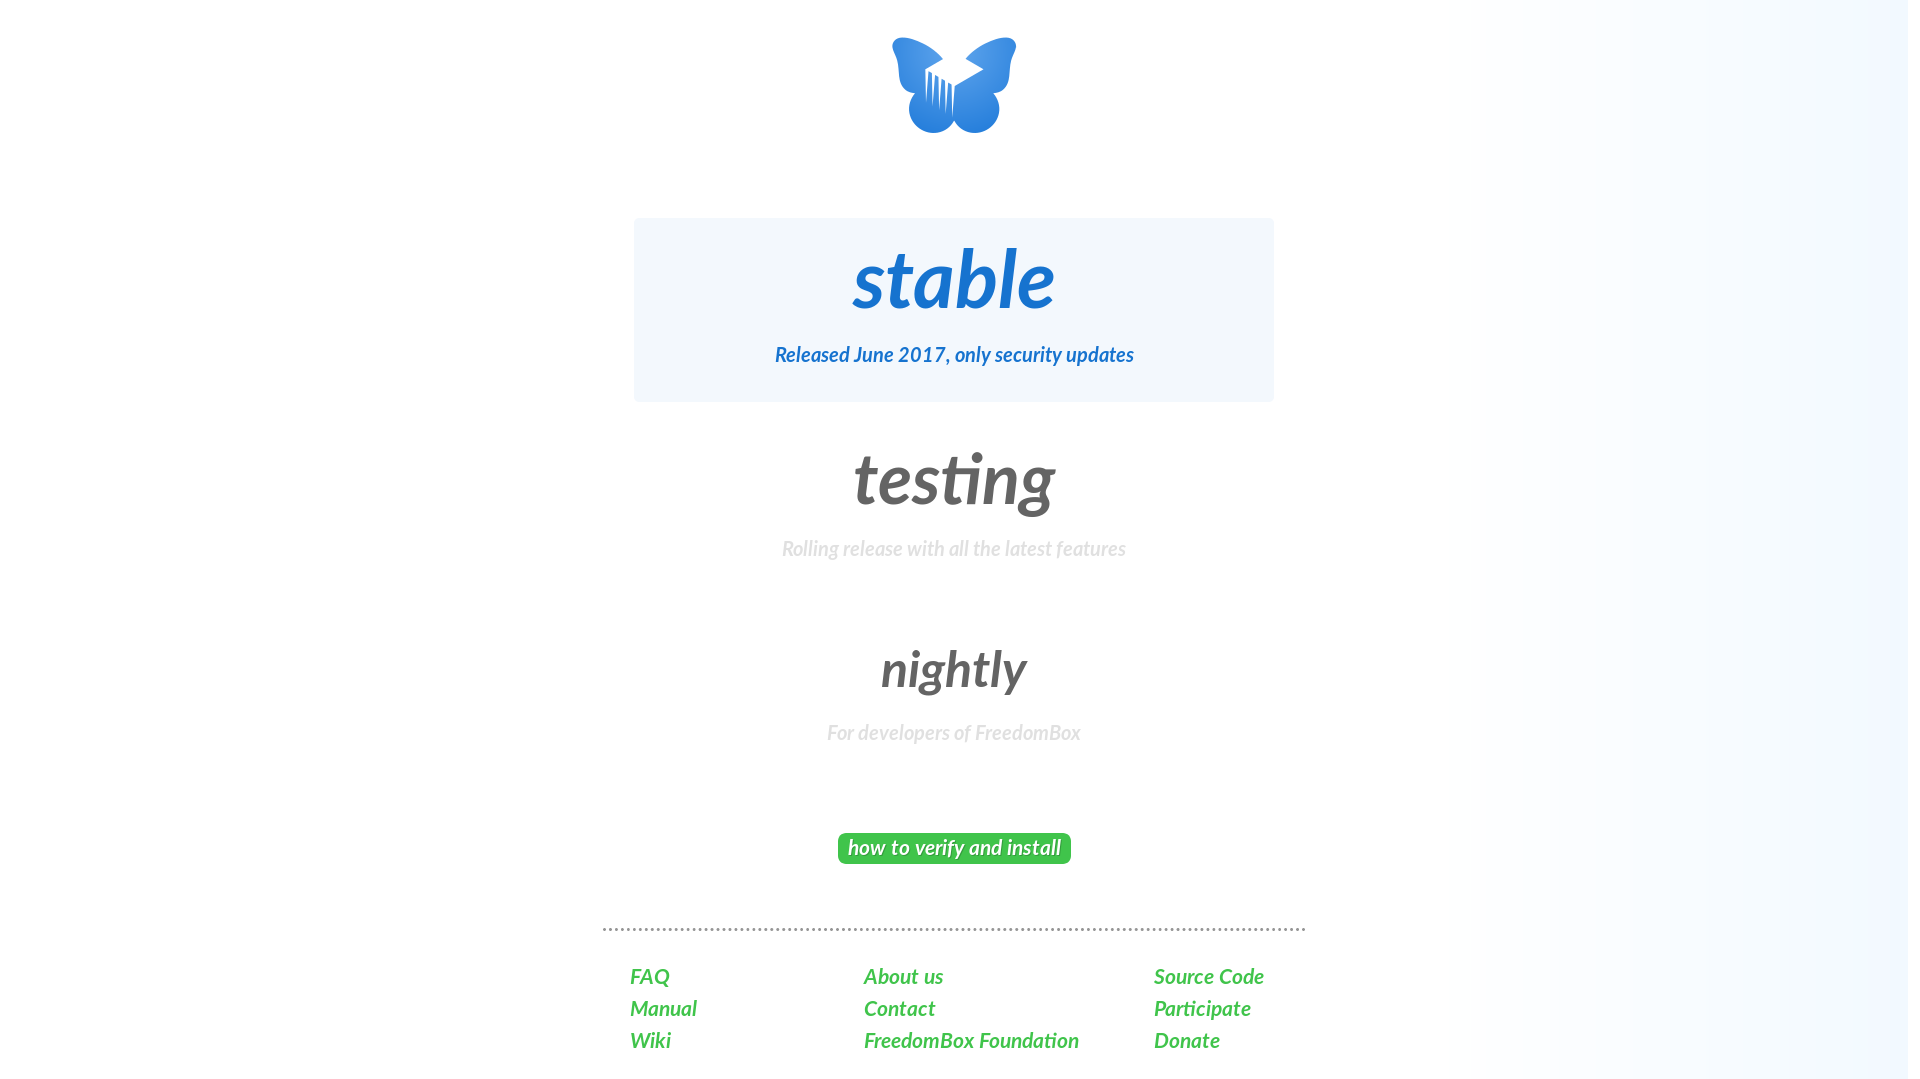 stable
Released June 2017, only security updates
testing
Rolling release with all the latest features
nightly
For developers of FreedomBox
how to verify and install
FAQ
Manual
Wiki
About us
Contact
FreedomBox Foundation
Source Code
Participate
Donate